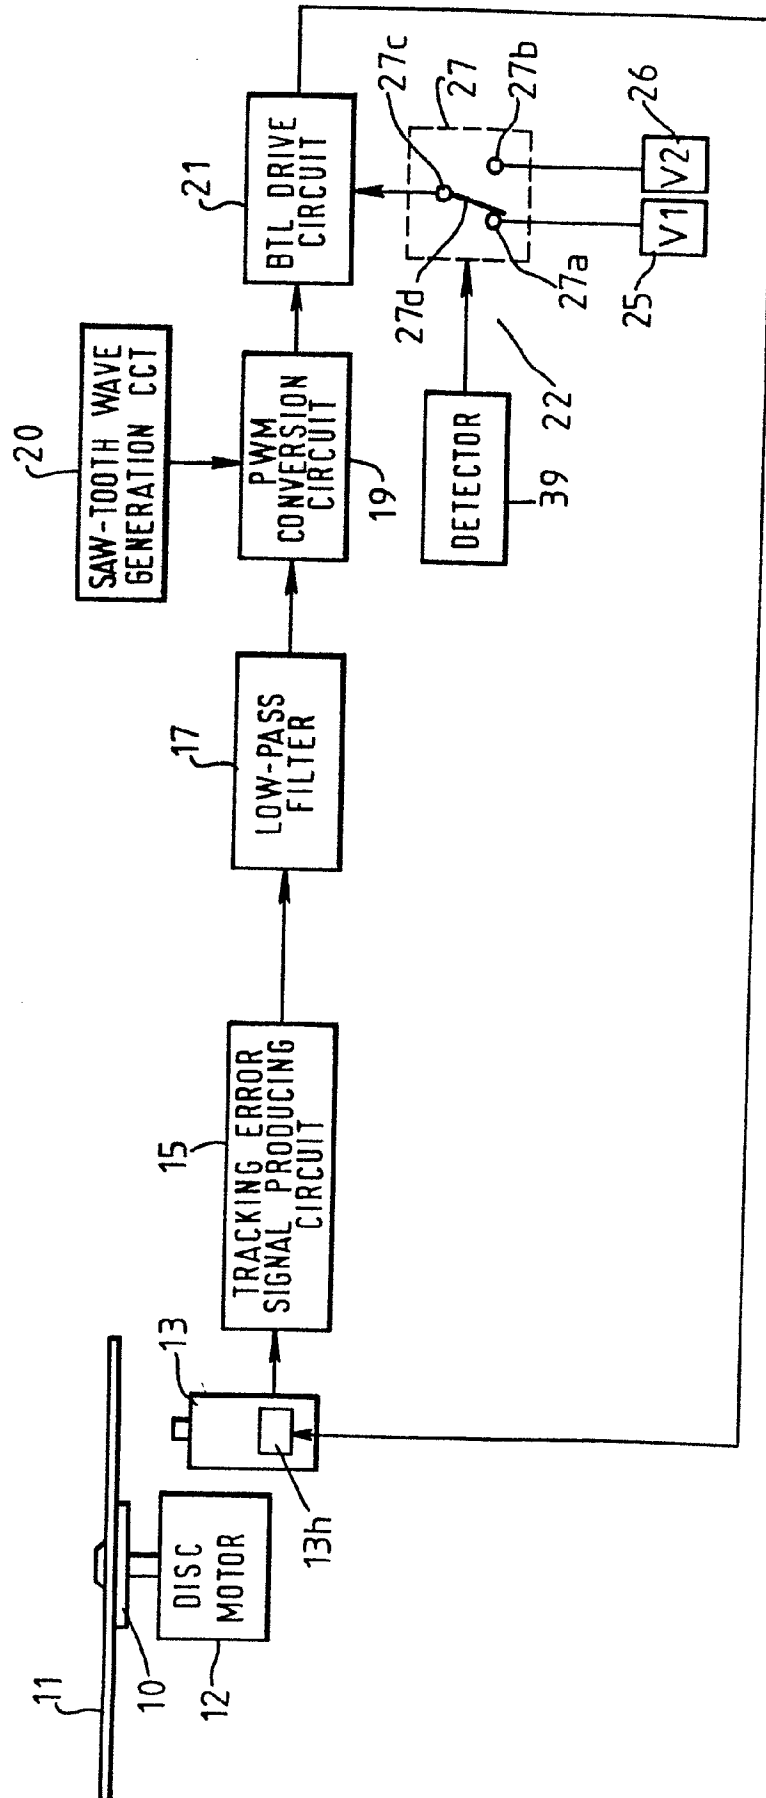 11
10
12
DISC
MOTOR
13
13h
15
TRACKING ERROR
SIGNAL PRODUCING
CIRCUIT
17
LOW-PASS
FILTER
20
SAW-TOOTH WAVE
GENERATION CCT
PWM
CONVERSION
CIRCUIT
19
21
BTL DRIVE
CIRCUIT
DETECTOR
39
22
27c
27
27b
27d
27a
25
V1
V2
26